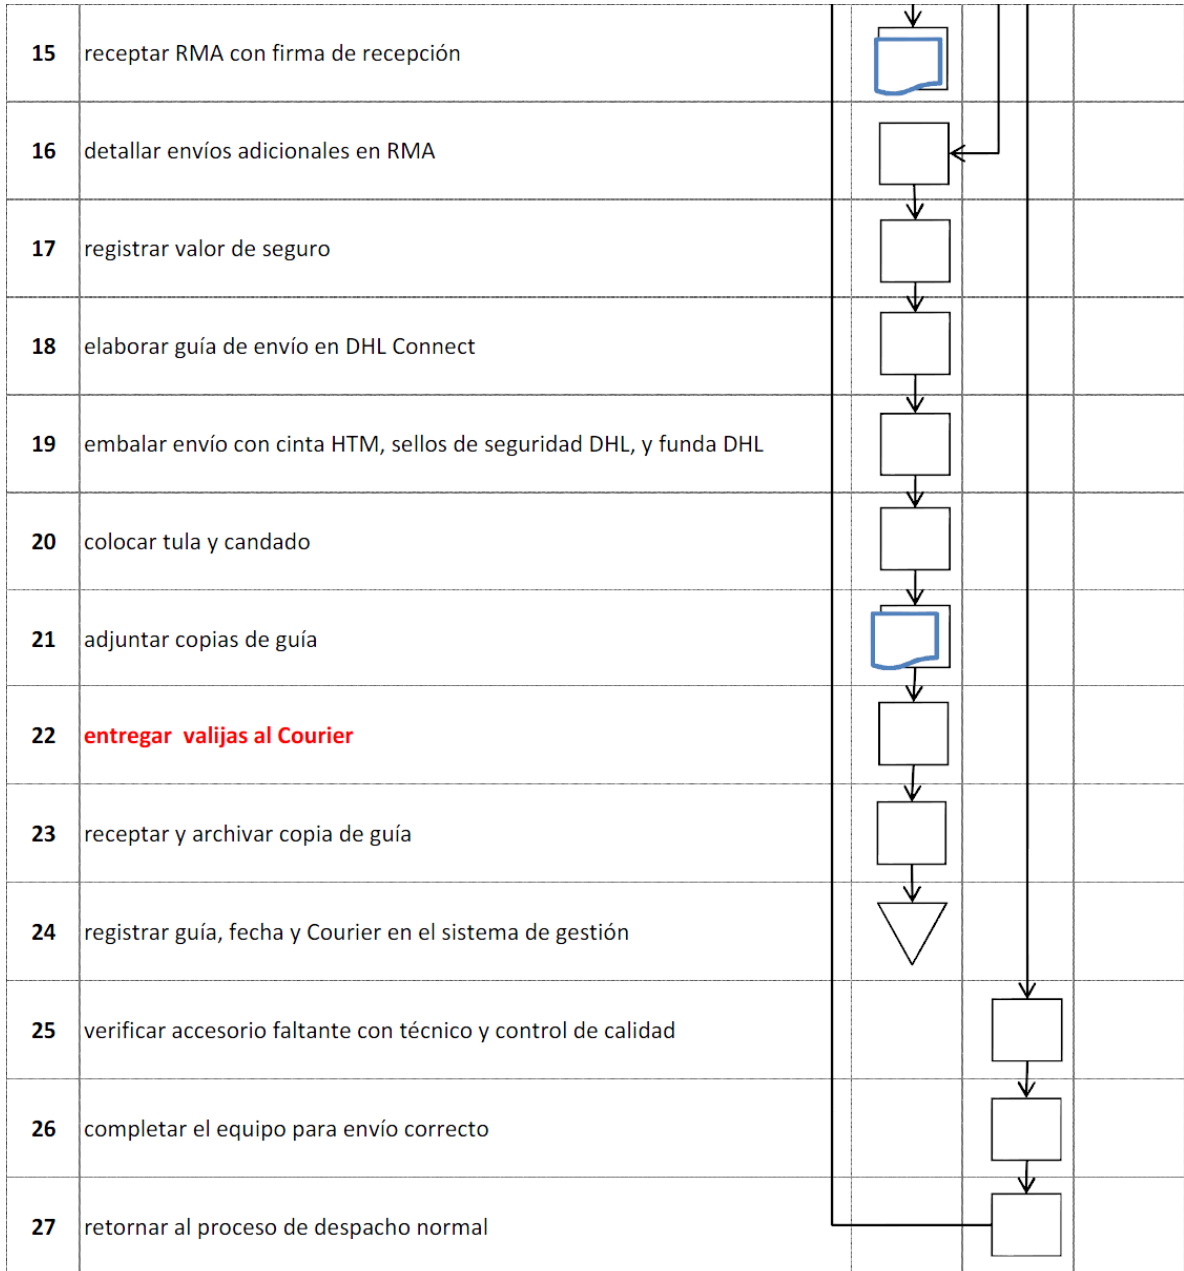 15 receptar RMA con firma de recepción
16 detallar envíos adicionales en RMA
17 registrar valor de seguro
18 elaborar guía de envío en DHL Connect
19 embalar envío con cinta HTM, sellos de seguridad DHL, y funda DHL
20 colocar tula y candado
21 adjuntar copias de guía
22 entregar valijas al Courier
23 receptar y archivar copia de guía
24 registrar guía, fecha y Courier en el sistema de gestión
25 verificar accesorio faltante con técnico y control de calidad
26 completar el equipo para envío correcto
27 retornar al proceso de despacho normal